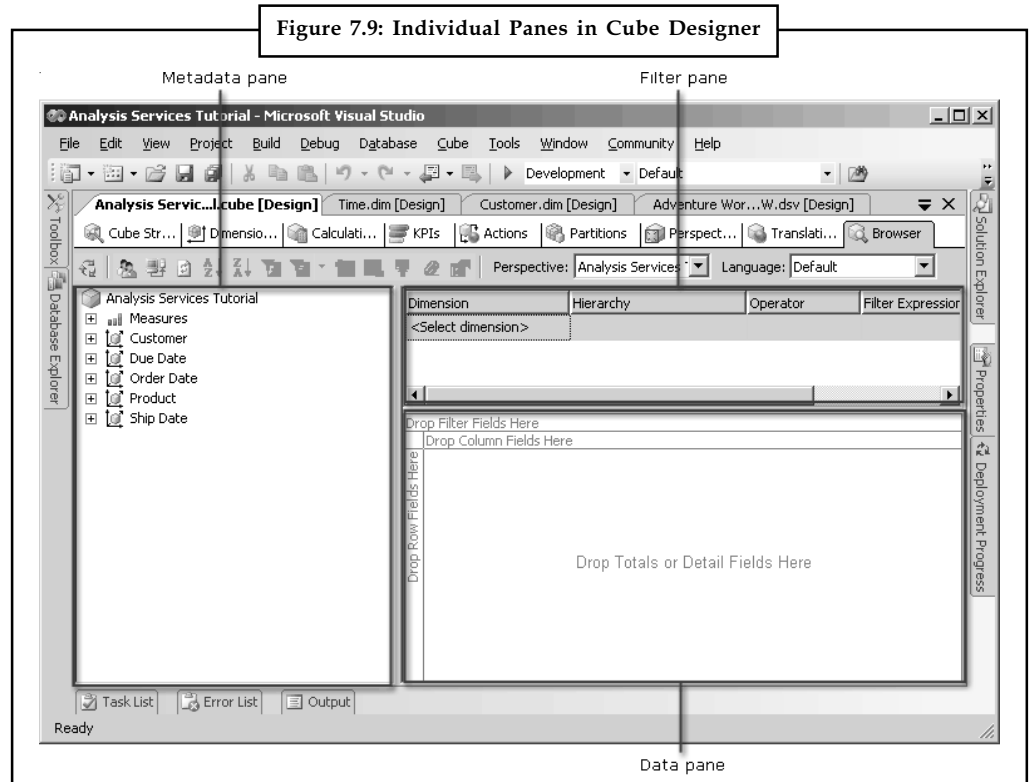 Figure 7.9: Individual Panes in Cube Designer
Metadata pane
Filter pane
Analysis Services Tutorial - Microsoft Visual Studio
File Edit View Project Build Debug Database Cube Tools Window Community Help
Development Default
Analysis Servic...l.cube [Design] Time.dim [Design] Customer.dim [Design] Adventure Wor...W.dsv [Design]
Cube Str... Dimensio... Calculati... KPIs Actions Partitions Perspect... Translati... Browser
Perspective: Analysis Services Language: Default
Toolbox
Database Explorer
Analysis Services Tutorial
Measures
Customer
Due Date
Order Date
Product
Ship Date
Dimension Hierarchy Operator Filter Expression
<Select dimension>
Drop Filter Fields Here
Drop Column Fields Here
Drop Row Fields Here
Drop Totals or Detail Fields Here
Solution Explorer
Properties
Deployment Progress
Task List Error List Output
Ready
Data pane